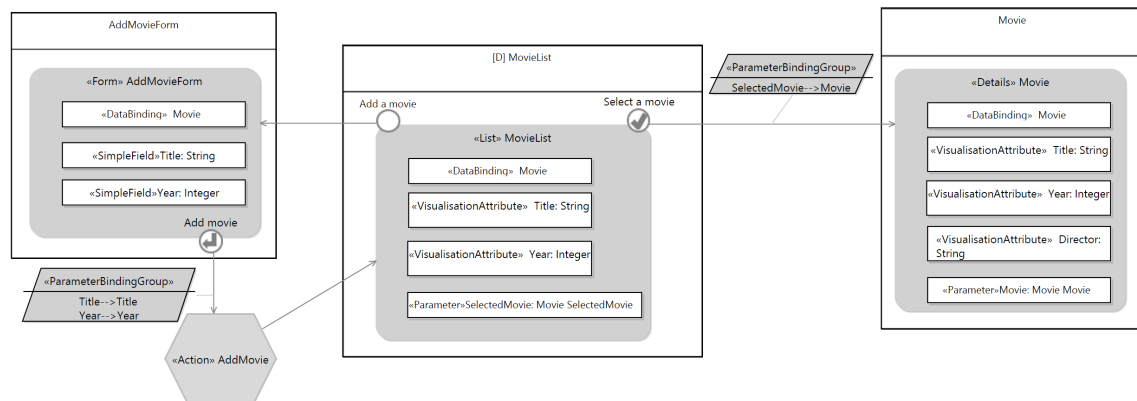 AddMovieForm
«Form» AddMovieForm
«DataBinding» Movie
«SimpleField»Title: String
«SimpleField»Year: Integer
Add movie
«ParameterBindingGroup»
Title-->Title
Year-->Year
«Action» AddMovie
[D] MovieList
Add a movie
Select a movie
«List» MovieList
«DataBinding» Movie
«VisualisationAttribute» Title: String
«VisualisationAttribute» Year: Integer
«Parameter»SelectedMovie: Movie SelectedMovie
«ParameterBindingGroup»
SelectedMovie-->Movie
Movie
«Details» Movie
«DataBinding» Movie
«VisualisationAttribute» Title: String
«VisualisationAttribute» Year: Integer
«VisualisationAttribute» Director:
String
«Parameter»Movie: Movie Movie